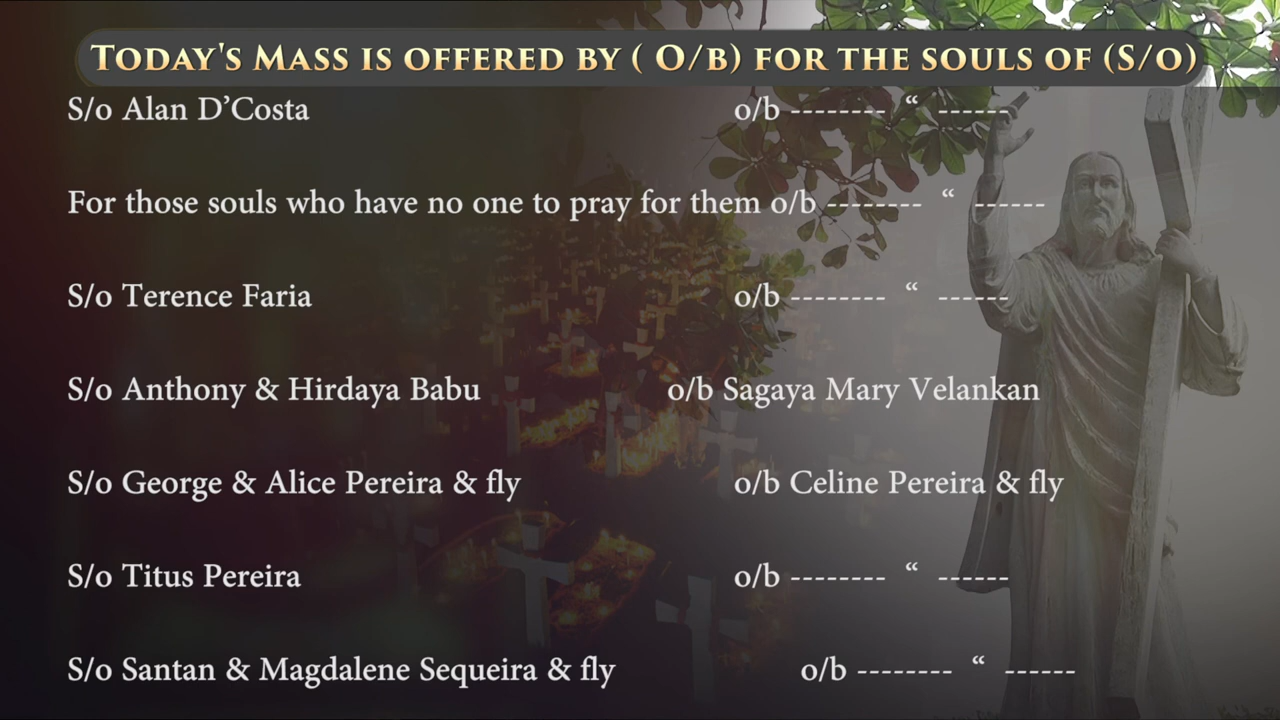 Today's Mass is offered by ( O/B) for the souls of (S/O)
S/o Alan D’Costa o/b -------- “ ------
For those souls who have no one to pray for them o/b -------- “ ------
S/o Terence Faria o/b -------- “ ------
S/o Anthony & Hirdaya Babu o/b Sagaya Mary Velankan
S/o George & Alice Pereira & fly o/b Celine Pereira & fly
S/o Titus Pereira o/b -------- “ ------
S/o Santan & Magdalene Sequeira & fly o/b -------- “ ------